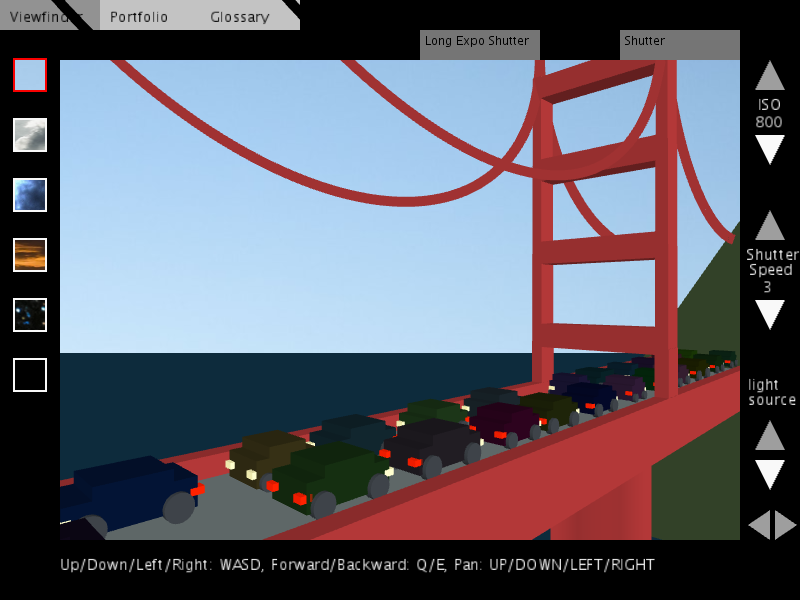 Viewfinder
Portfolio
Glossary
Long Expo Shutter
Shutter
ISO
800
Shutter
Speed
3
light
source
Up/Down/Left/Right: WASD, Forward/Backward: Q/E, Pan: UP/DOWN/LEFT/RIGHT